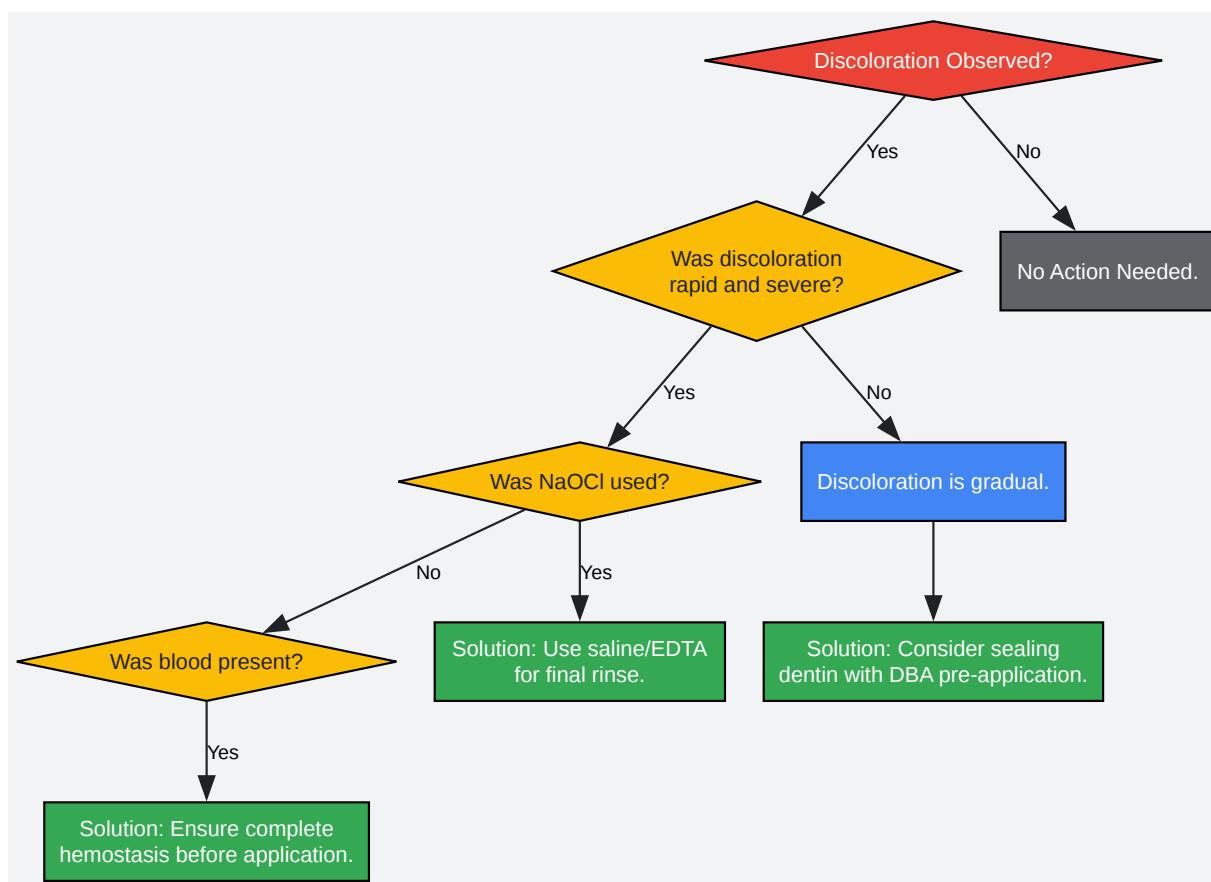 Discoloration Observed?
Yes
No
Was discoloration
rapid and severe?
No Action Needed.
Yes
No
Was NaOCl used?
Discoloration is gradual.
No
Yes
Was blood present?
Solution: Use saline/EDTA
for final rinse.
Solution: Consider sealing
dentin with DBA pre-application.
Yes
Solution: Ensure complete
hemostasis before application.